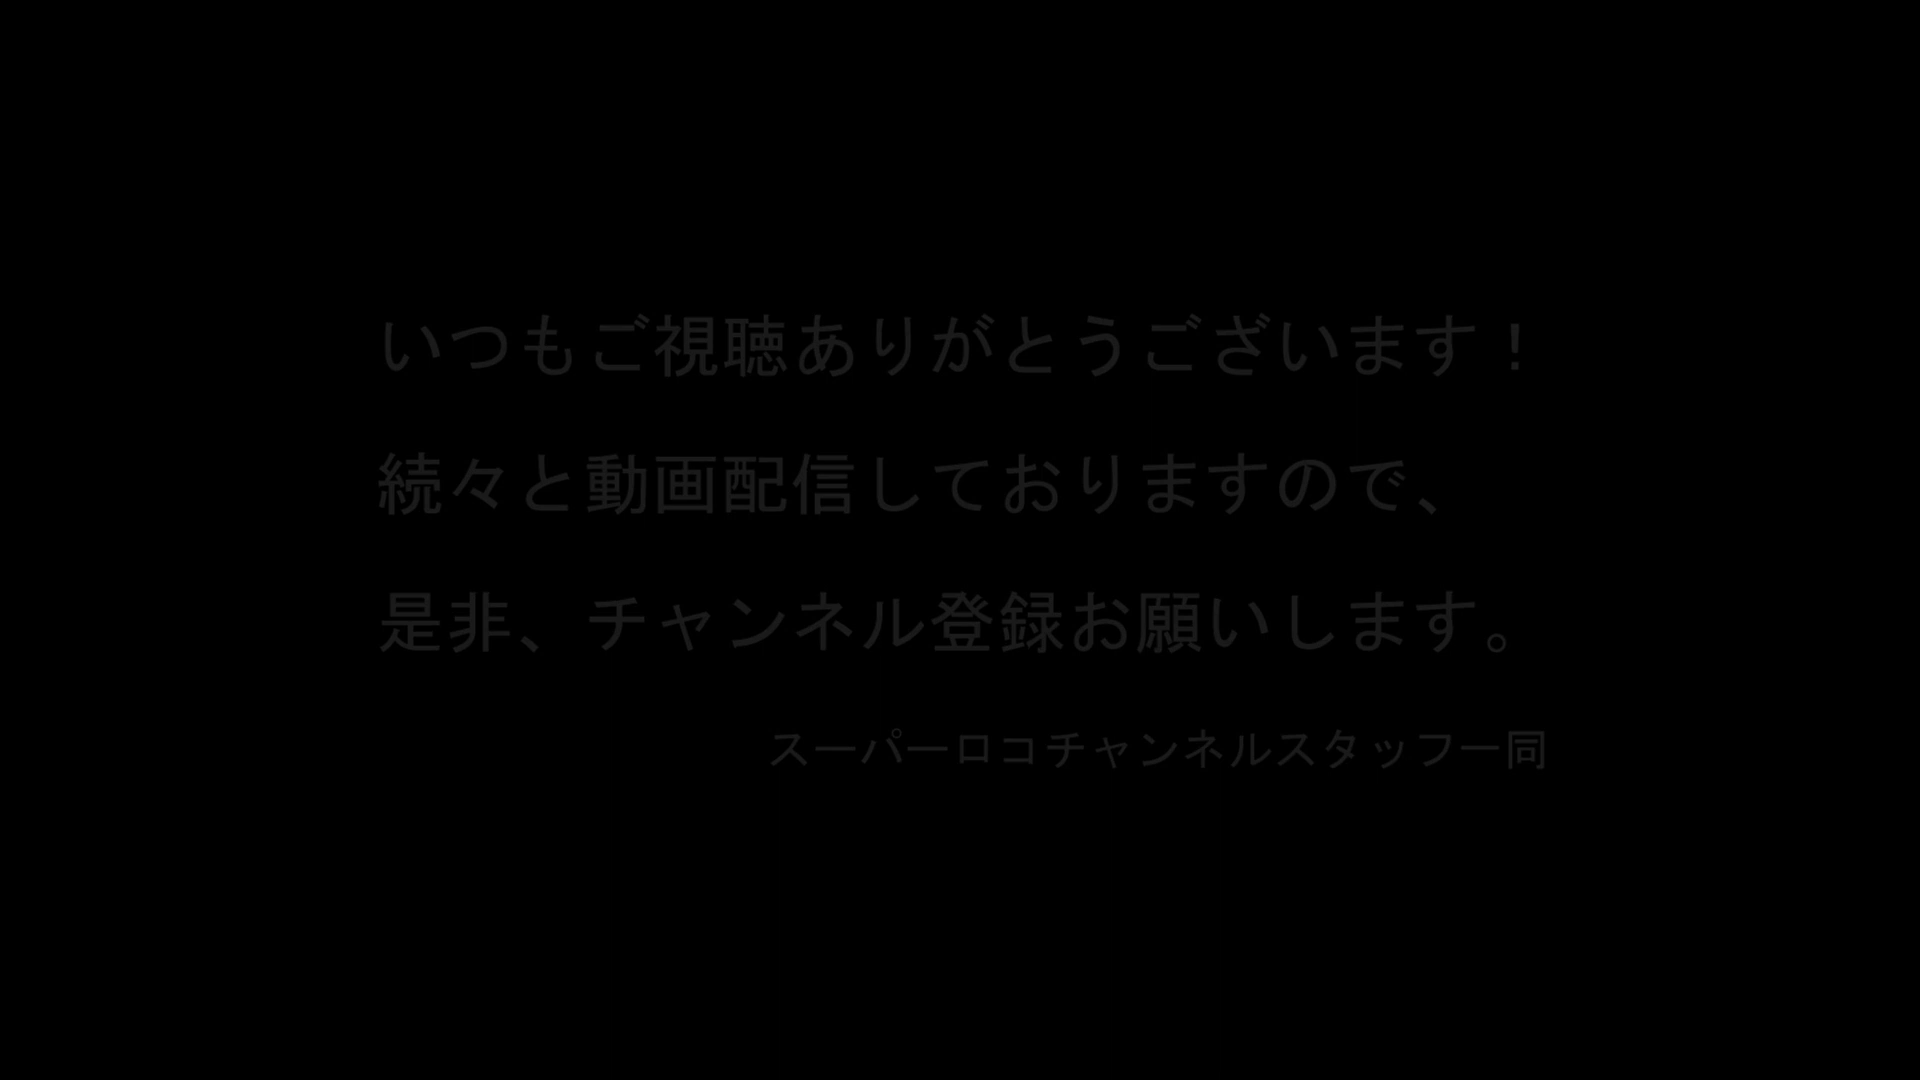 いつもご視聴ありがとうございます！
続々と動画配信しておりますので、
是非、チャンネル登録お願いします。
スーパーロコチャンネルスタッフ一同